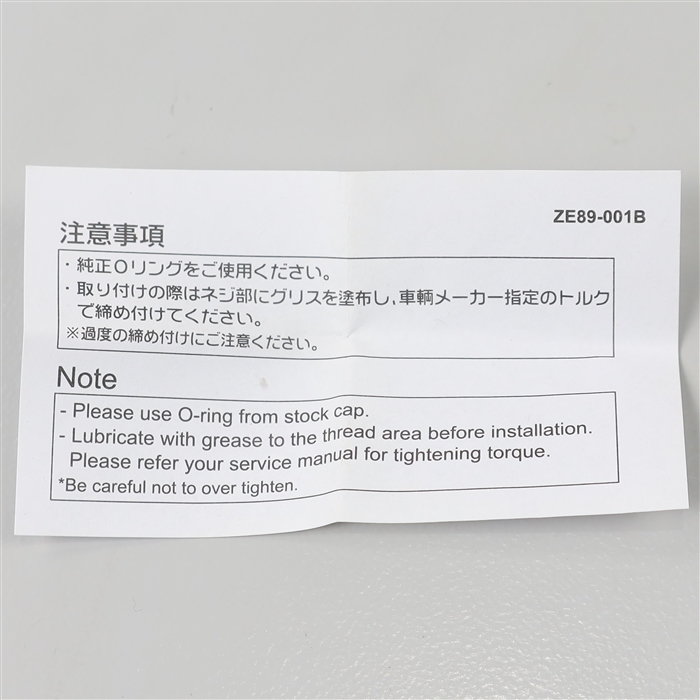 ZE89-001B
注意事項
・純正Oリングをご使用ください。
・取り付けの際はネジ部にグリスを塗布し、車輌メーカー指定のトルク
で締め付けてください。
※過度の締め付けにご注意ください。
Note
- Please use O-ring from stock cap.
- Lubricate with grease to the thread area before installation.
Please refer your service manual for tightening torque.
*Be careful not to over tighten.